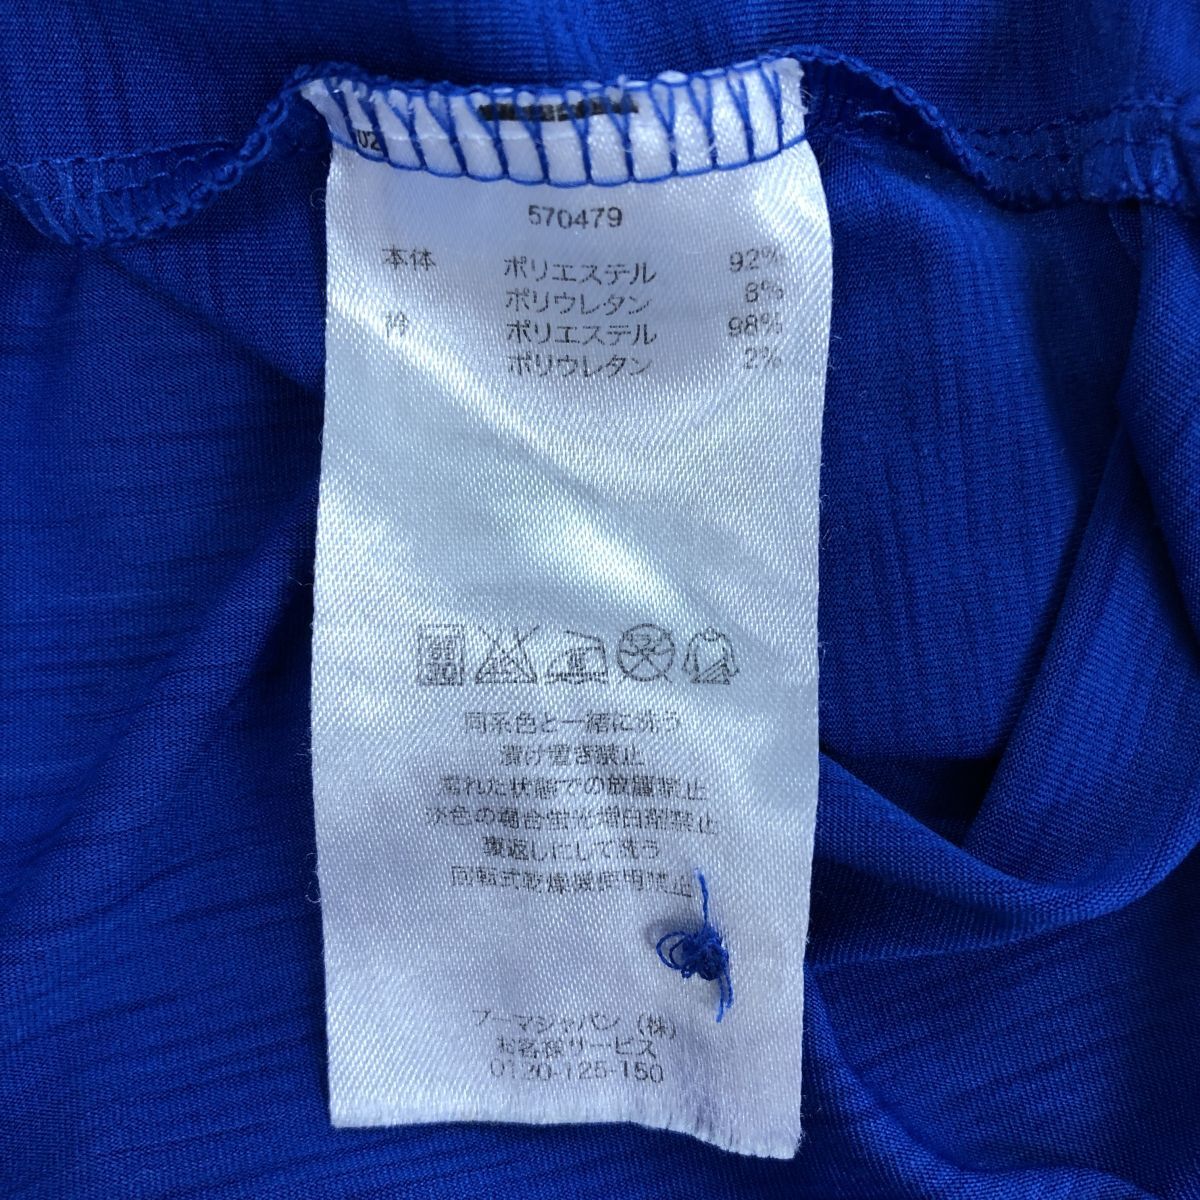 02
570479
本体 ポリエステル 92%
ポリウレタン 8%
衿 ポリエステル 98%
ポリウレタン 2%
同系色と一緒に洗う
漬け置き禁止
濡れた状態での放置禁止
淡色の場合蛍光増白剤禁止
裏返しにして洗う
回転式乾燥機使用禁止
プーマジャパン (株)
お客様サービス
0120-125-150